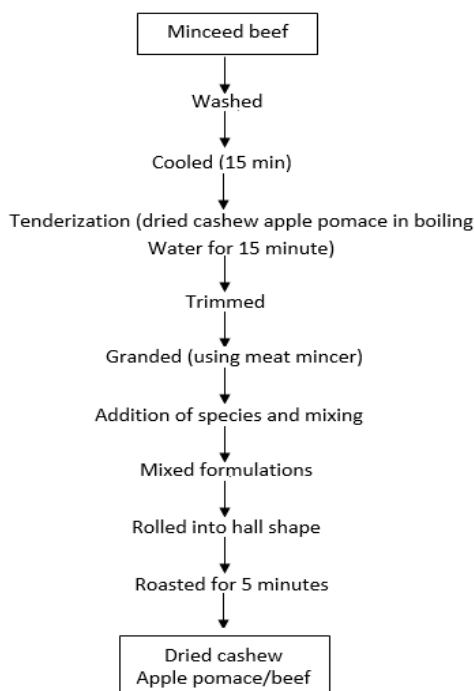 Minceed beef
Washed
Cooled (15 min)
Tenderization (dried cashew apple pomace in boiling
Water for 15 minute)
Trimmed
Granded (using meat mincer)
Addition of species and mixing
Mixed formulations
Rolled into hall shape
Roasted for 5 minutes
Dried cashew
Apple pomace/beef